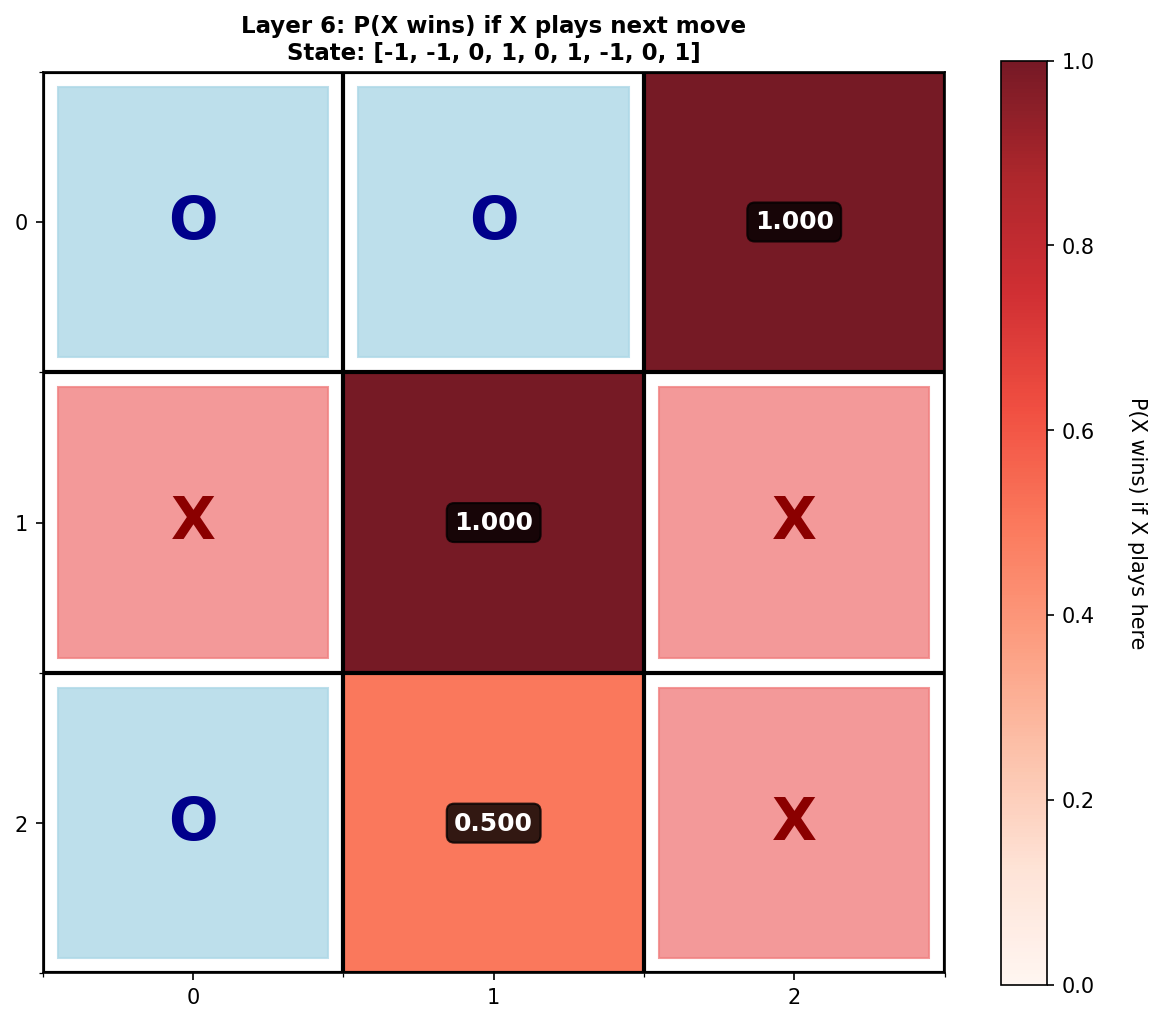 Layer 6: P(X wins) if X plays next move
State: [-1, -1, 0, 1, 0, 1, -1, 0, 1]
0
O
O
1.000
1
X
1.000
X
2
O
0.500
X
0
1
2
1.0
0.8
0.6
0.4
0.2
0.0
P(X wins) if X plays here